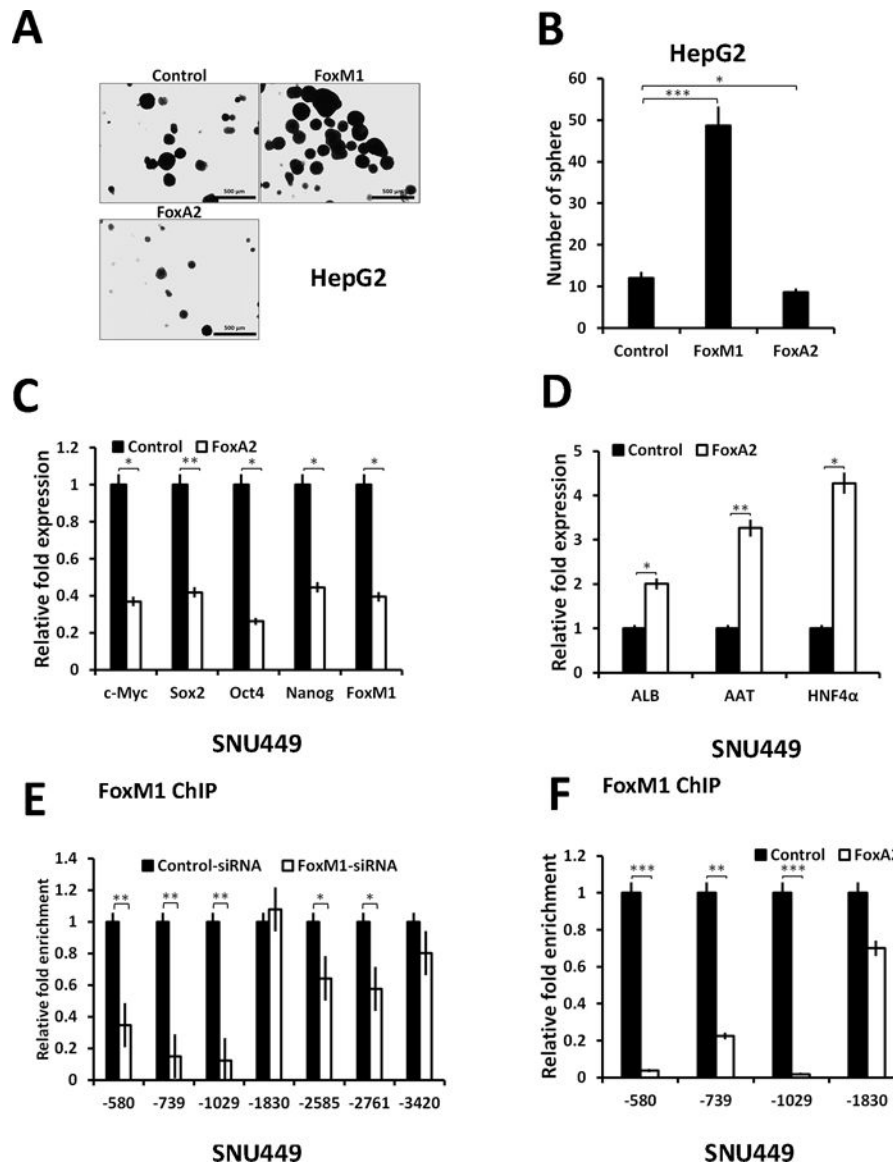 A
Control
FoxM1
500 µm
500 µm
FoxA2
500 µm
HepG2
B
HepG2
Number of sphere
60
50
40
30
20
10
0
*
***
Control FoxM1 FoxA2
C
Relative fold expression
1.2
1
0.8
0.6
0.4
0.2
0
Control FoxA2
* ** * * *
c-Myc Sox2 Oct4 Nanog FoxM1
SNU449
D
Relative fold expression
5
4
3
2
1
0
Control FoxA2
* ** *
ALB AAT HNF4α
SNU449
E
FoxM1 ChIP
Relative fold enrichment
1.4
1.2
1
0.8
0.6
0.4
0.2
0
Control-siRNA FoxM1-siRNA
** ** ** * *
-580 -739 -1029 -1830 -2585 -2761 -3420
SNU449
F
FoxM1 ChIP
Relative fold enrichment
1.2
1
0.8
0.6
0.4
0.2
0
Control FoxA2
*** ** ***
-580 -739 -1029 -1830
SNU449